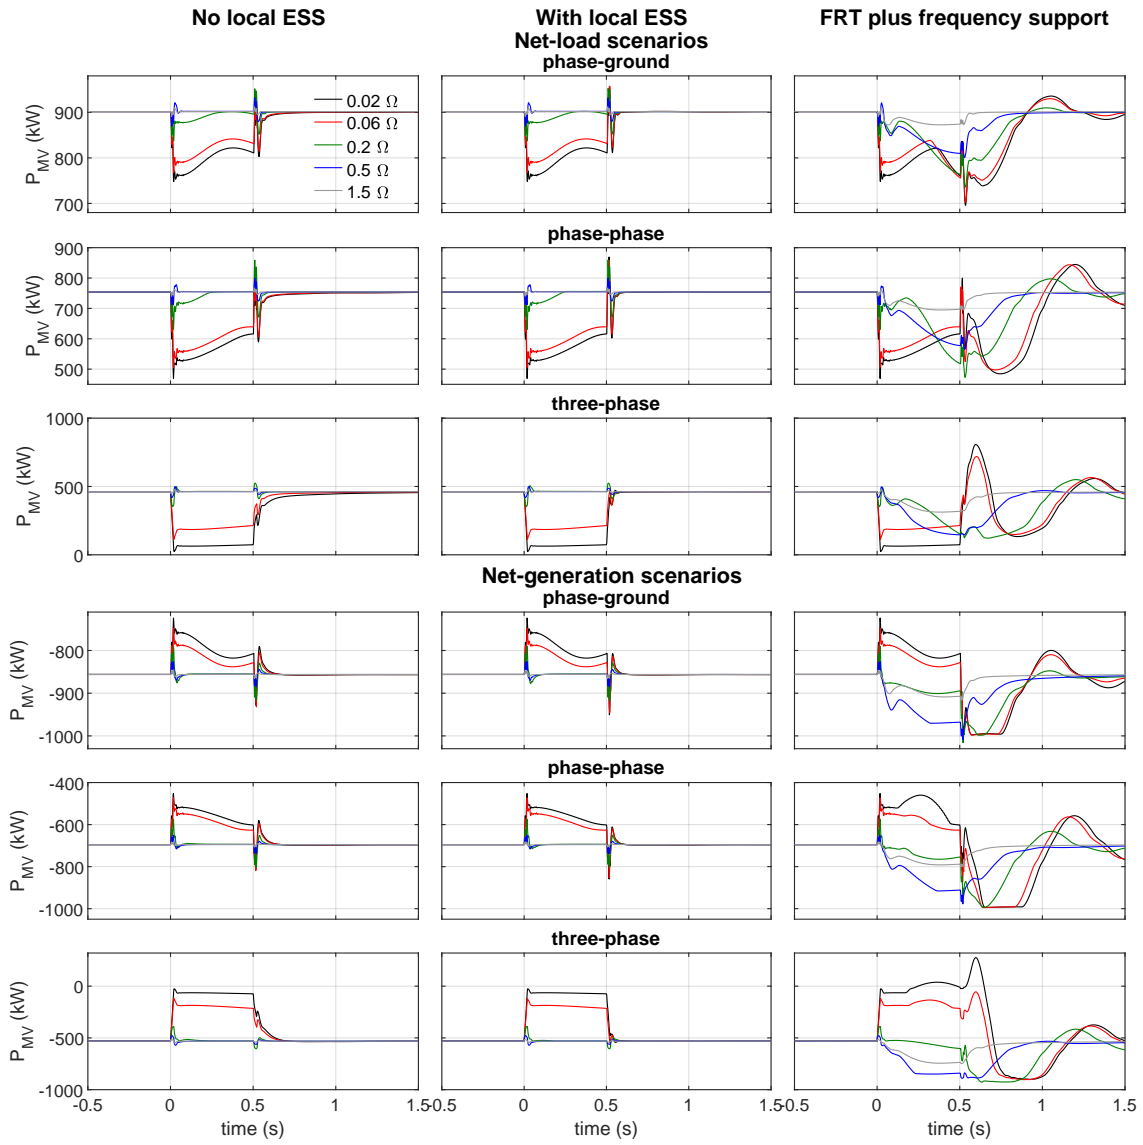 No local ESS With local ESS FRT plus frequency support
Net-load scenarios
phase-ground
P_MV (kW)
900
800
700
0.02 Ω
0.06 Ω
0.2 Ω
0.5 Ω
1.5 Ω
phase-phase
P_MV (kW)
900
800
700
600
500
three-phase
P_MV (kW)
1000
500
0
Net-generation scenarios
phase-ground
P_MV (kW)
-800
-900
-1000
phase-phase
P_MV (kW)
-400
-600
-800
-1000
three-phase
P_MV (kW)
0
-500
-1000
-0.5 0 0.5 1 1.5 -0.5 0 0.5 1 1.5 -0.5 0 0.5 1 1.5
time (s) time (s) time (s)